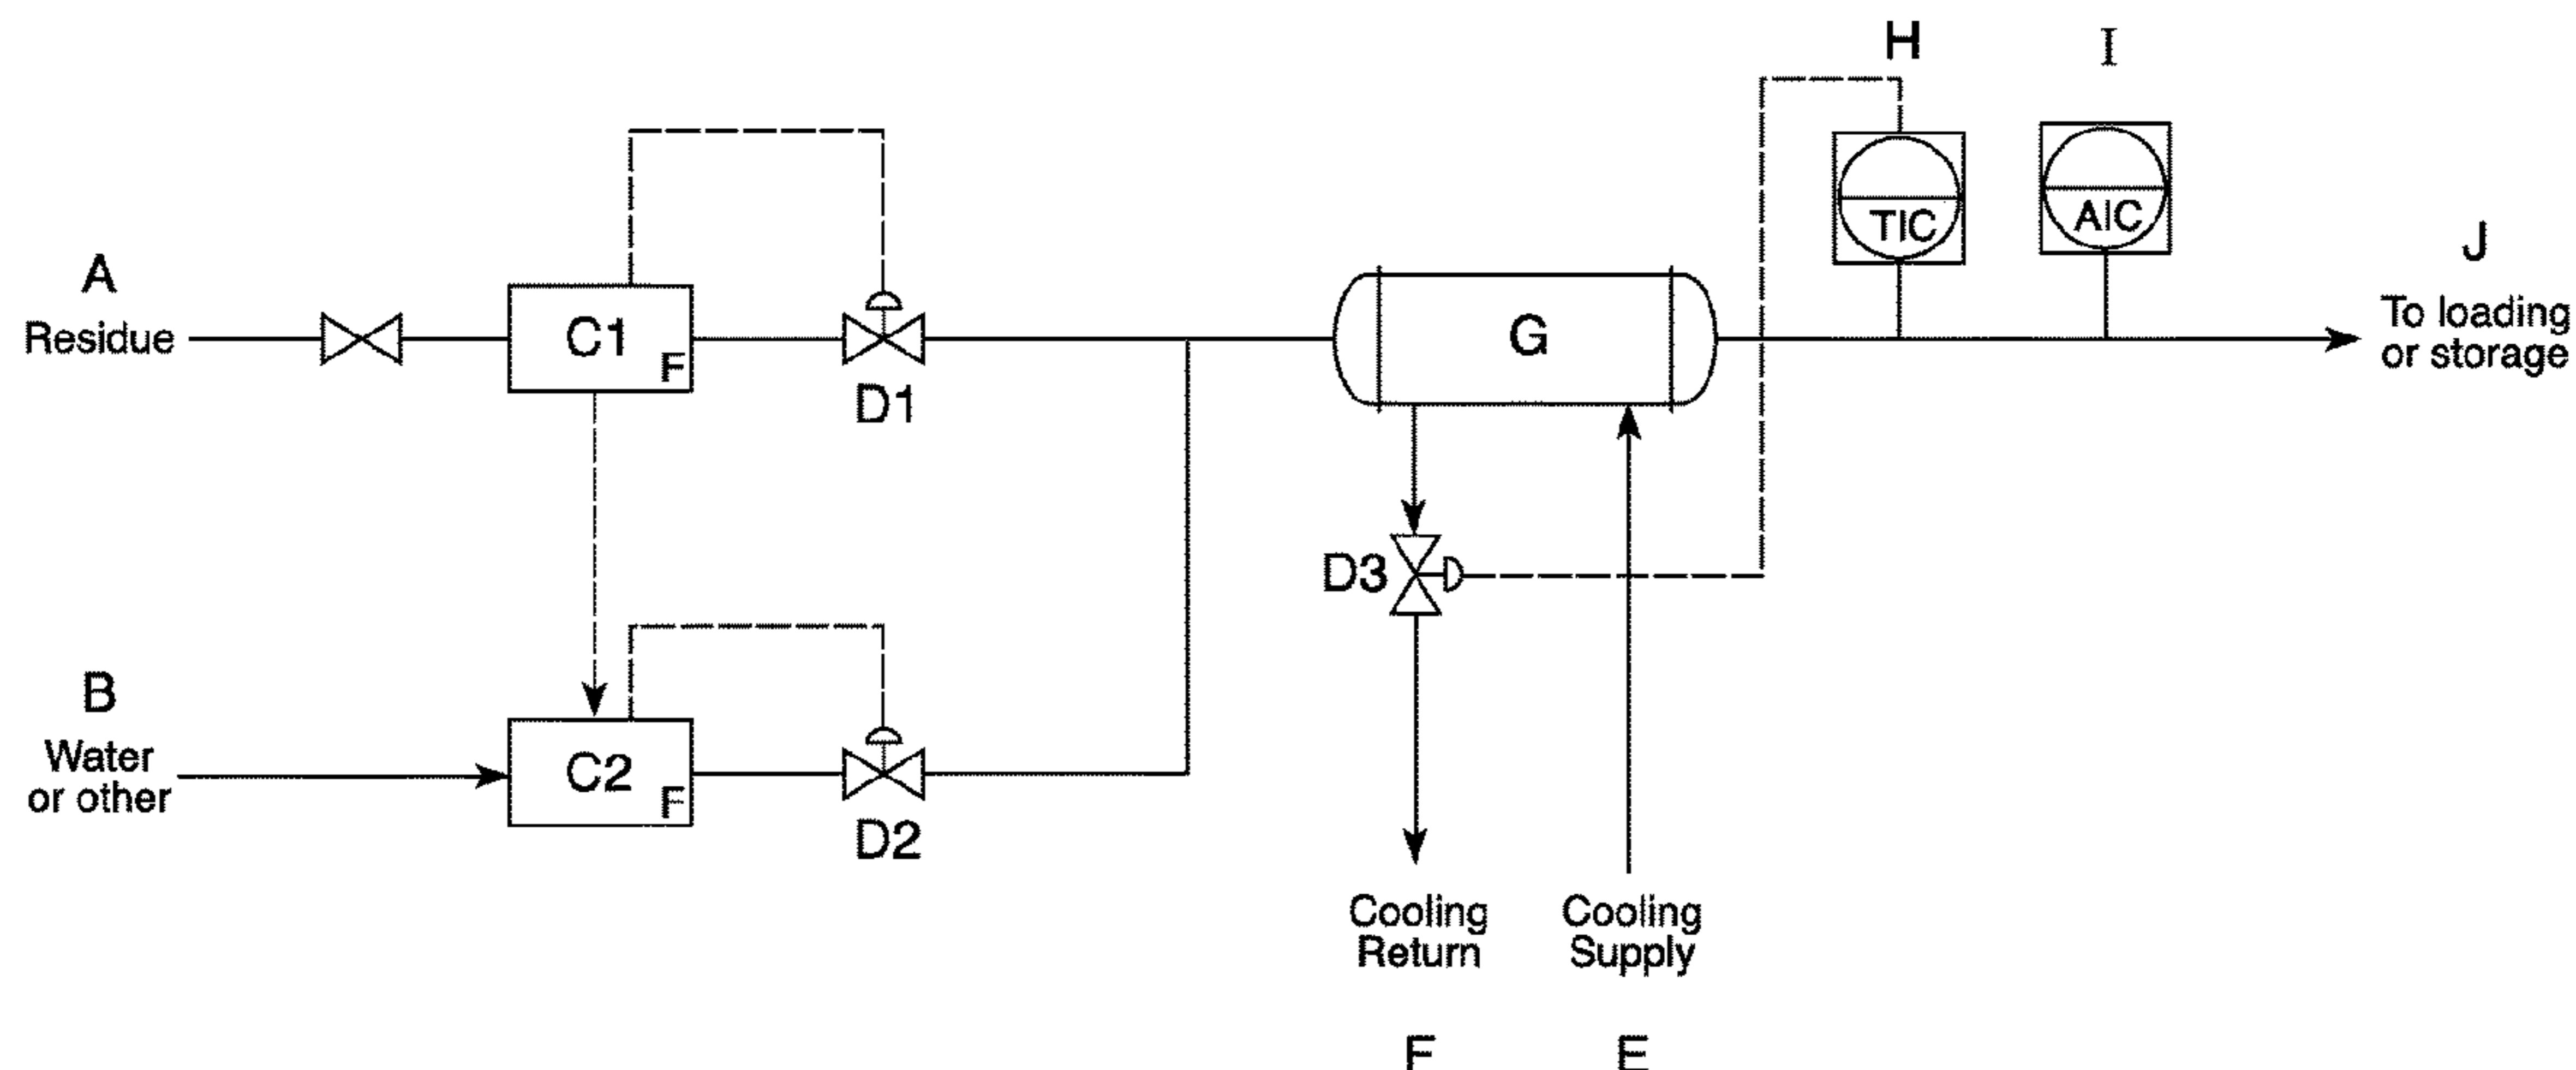 H
I
TIC
AIC
A
Residue
C1
F
D1
G
J
To loading
or storage
D3
B
Water
or other
C2
F
D2
Cooling
Return
Cooling
Supply
F
E